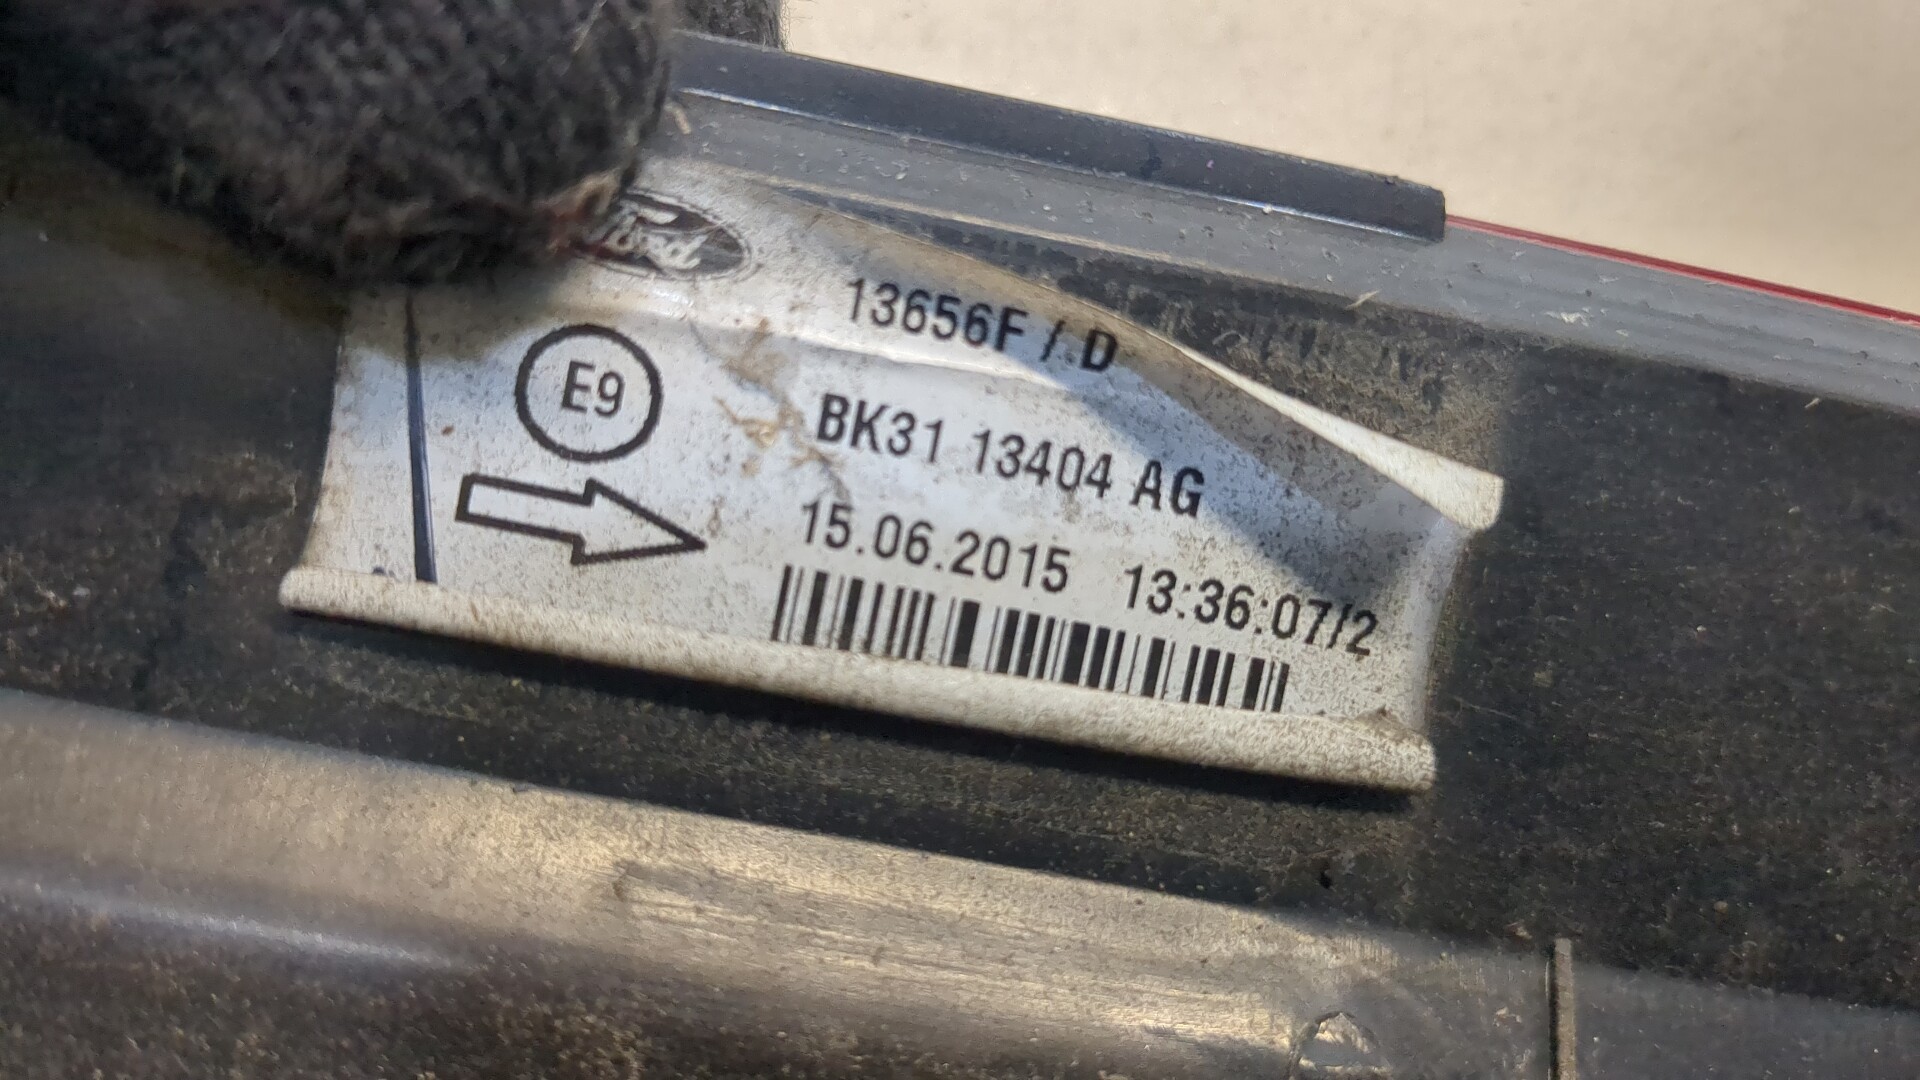 Ford
13656F / D
E9
BK31 13404 AG
15.06.2015 13:36:07/2